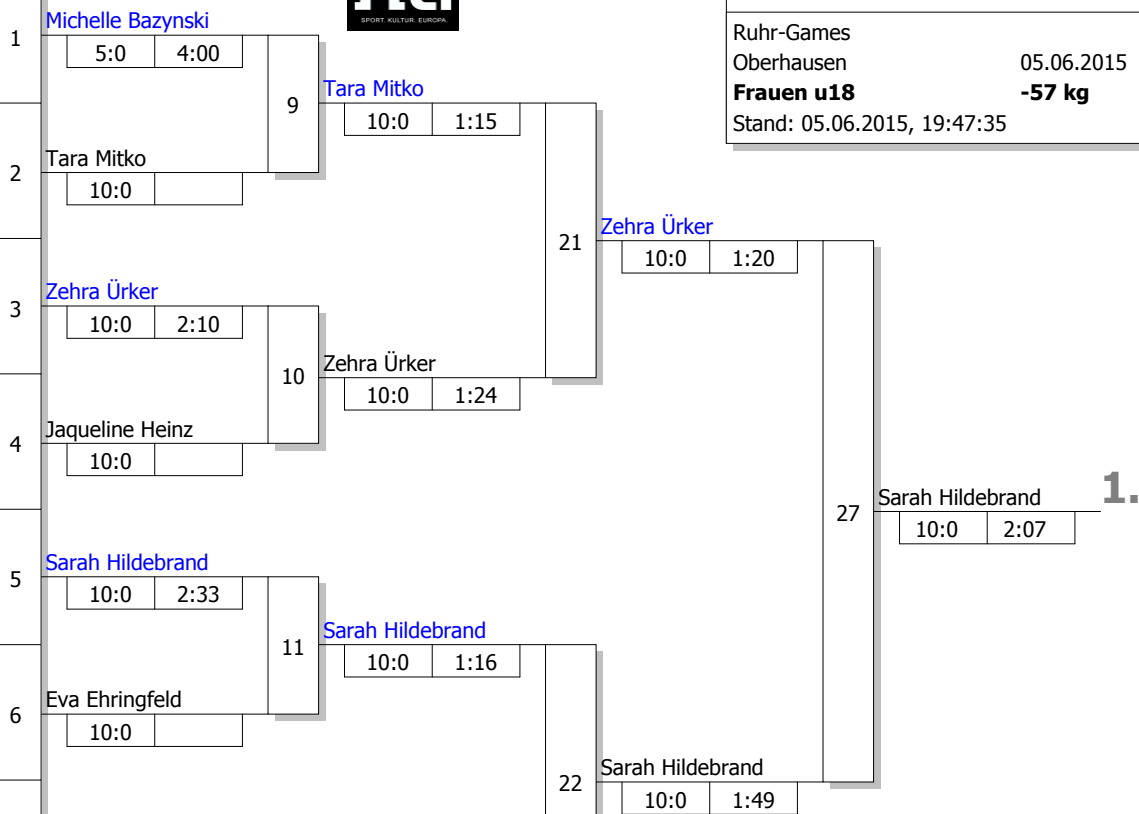 SPORT. KULTUR. EUROPA.
Ruhr-Games
Oberhausen 05.06.2015
Frauen u18 -57 kg
Stand: 05.06.2015, 19:47:35
1 Michelle Bazynski
5:0 4:00
9
Tara Mitko
10:0 1:15
2 Tara Mitko
10:0
21
Zehra Ürker
10:0 1:20
3 Zehra Ürker
10:0 2:10
10
Zehra Ürker
10:0 1:24
4 Jaqueline Heinz
10:0
27
Sarah Hildebrand 1.
10:0 2:07
5 Sarah Hildebrand
10:0 2:33
11
Sarah Hildebrand
10:0 1:16
6 Eva Ehringfeld
10:0
22
Sarah Hildebrand
10:0 1:49